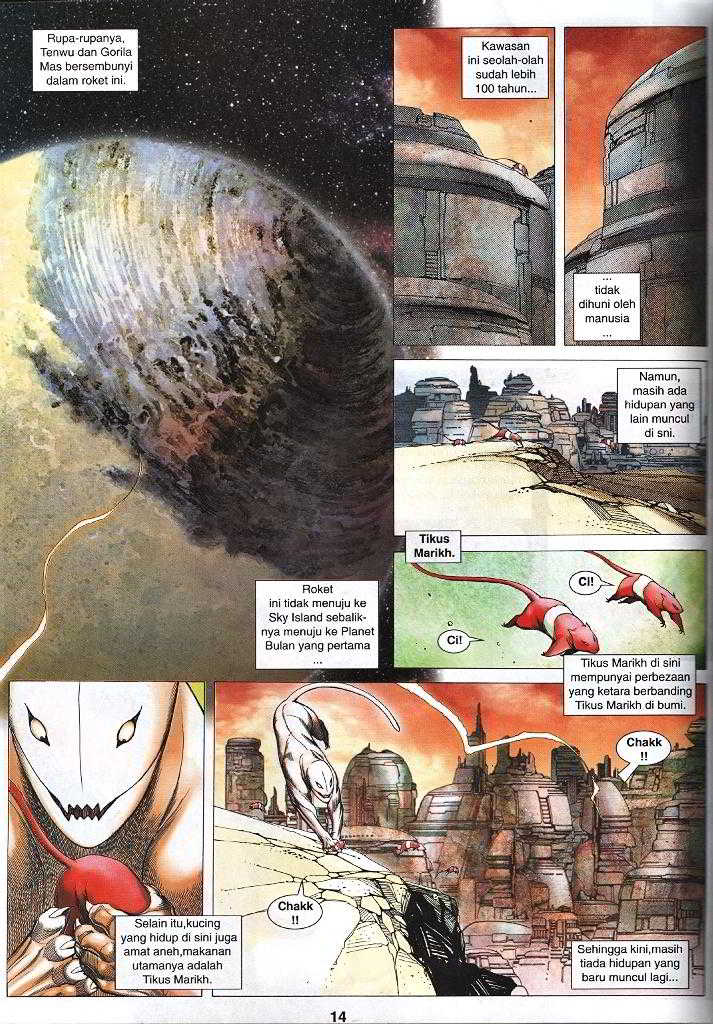 Rupa-rupanya,
Tenwu dan Gorila
Mas bersembunyi
dalam roket ini.
Roket
ini tidak menuju ke
Sky Island sebalik-
nya menuju ke Planet
Bulan yang pertama
...
Kawasan
ini seolah-olah
sudah lebih
100 tahun...
...
tidak
dihuni oleh
manusia
...
Namun,
masih ada
hidupan yang
lain muncul
di sni.
Tikus
Marikh.
Ci!
Ci!
Tikus Marikh di sini
mempunyai perbezaan
yang ketara berbanding
Tikus Marikh di bumi.
Selain itu,kucing
yang hidup di sini juga
amat aneh,makanan
utamanya adalah
Tikus Marikh.
Chakk
!!
Chakk
!!
Sehingga kini,masih
tiada hidupan yang
baru muncul lagi...
14